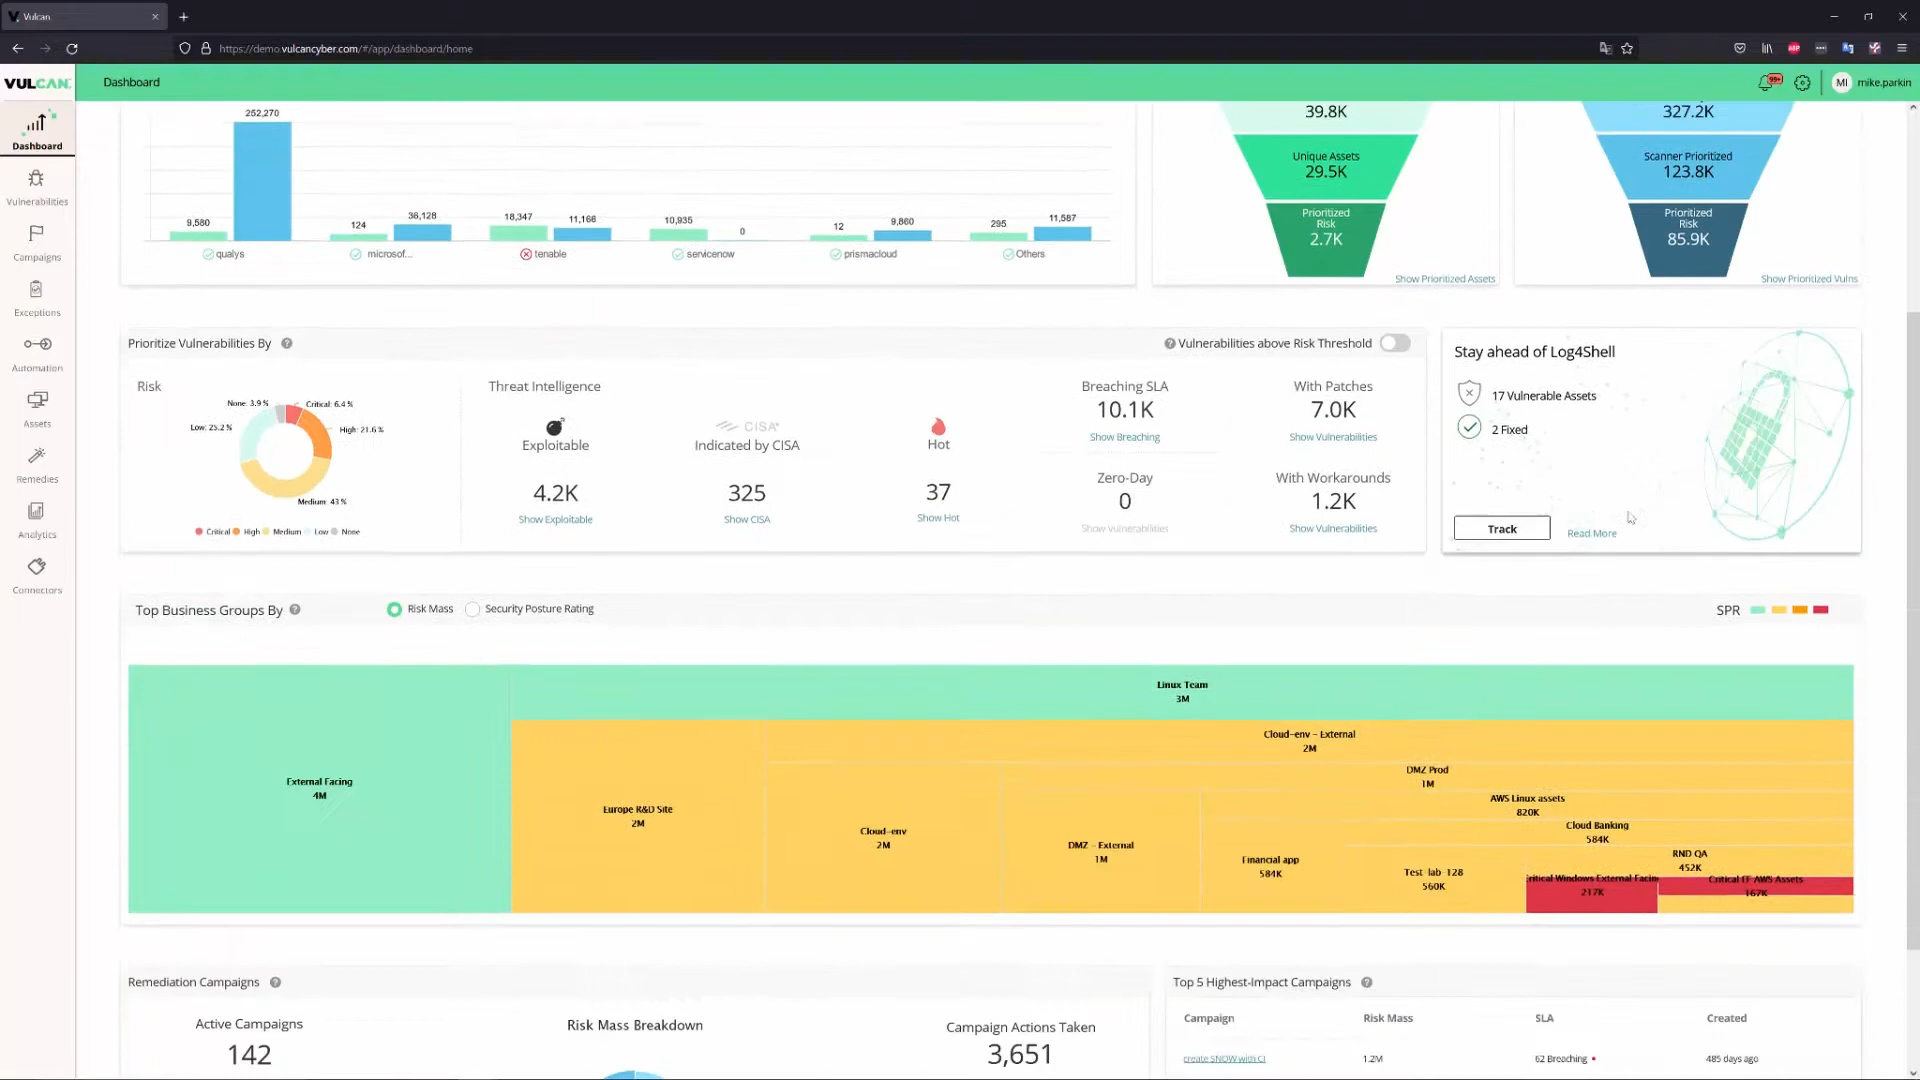 Vulcan
https://demo.vulcancyber.com/#/app/dashboard/home
VULCAN
Dashboard
99+
MI
mike.parkin
Dashboard
Vulnerabilities
Campaigns
Exceptions
Automation
Assets
Remedies
Analytics
Connectors
252,270
9,580
124
36,128
18,347
11,166
10,935
0
12
9,860
295
11,587
qualys
microsof...
tenable
servicenow
prismacloud
Others
39.8K
Unique Assets
29.5K
Prioritized
Risk
2.7K
Show Prioritized Assets
327.2K
Scanner Prioritized
123.8K
Prioritized
Risk
85.9K
Show Prioritized Vulns
Prioritize Vulnerabilities By
Vulnerabilities above Risk Threshold
Risk
None: 3.9 %
Critical: 6.4 %
Low: 25.2 %
High: 21.6 %
Medium: 43 %
Critical High Medium Low None
Threat Intelligence
Exploitable
4.2K
Show Exploitable
CISA
Indicated by CISA
325
Show CISA
Hot
37
Show Hot
Breaching SLA
10.1K
Show Breaching
With Patches
7.0K
Show Vulnerabilities
Zero-Day
0
Show Vulnerabilities
With Workarounds
1.2K
Show Vulnerabilities
Stay ahead of Log4Shell
17 Vulnerable Assets
2 Fixed
Track
Read More
Top Business Groups By
Risk Mass
Security Posture Rating
SPR
External Facing
4M
Linux Team
3M
Europe R&D Site
2M
Cloud-env - External
2M
Cloud-env
2M
DMZ Prod
1M
DMZ - External
1M
AWS Linux assets
820K
Financial app
584K
Cloud Banking
584K
Test-lab-128
560K
RND QA
452K
ritical Windows External Facin
217K
Critical EF AWS Assets
167K
Remediation Campaigns
Active Campaigns
142
Risk Mass Breakdown
Campaign Actions Taken
3,651
Top 5 Highest-Impact Campaigns
Campaign Risk Mass SLA Created
create SNOW with CI 1.2M 62 Breaching 485 days ago